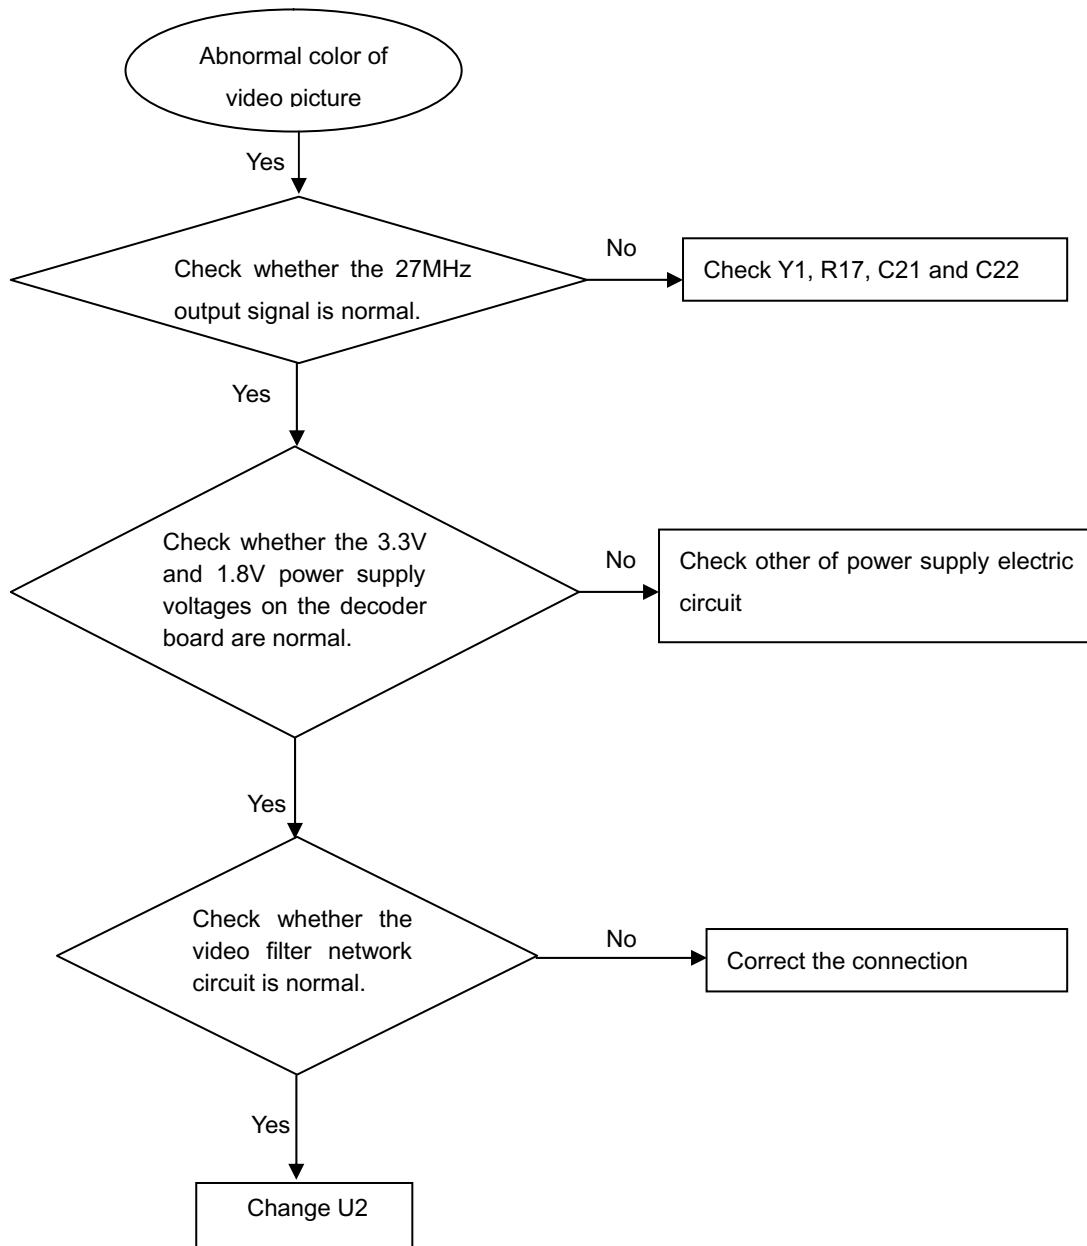 Abnormal color of
video picture
Yes
Check whether the 27MHz
output signal is normal.
No
Check Y1, R17, C21 and C22
Yes
Check whether the 3.3V
and 1.8V power supply
voltages on the decoder
board are normal.
No
Check other of power supply electric
circuit
Yes
Check whether the
video filter network
circuit is normal.
No
Correct the connection
Yes
Change U2